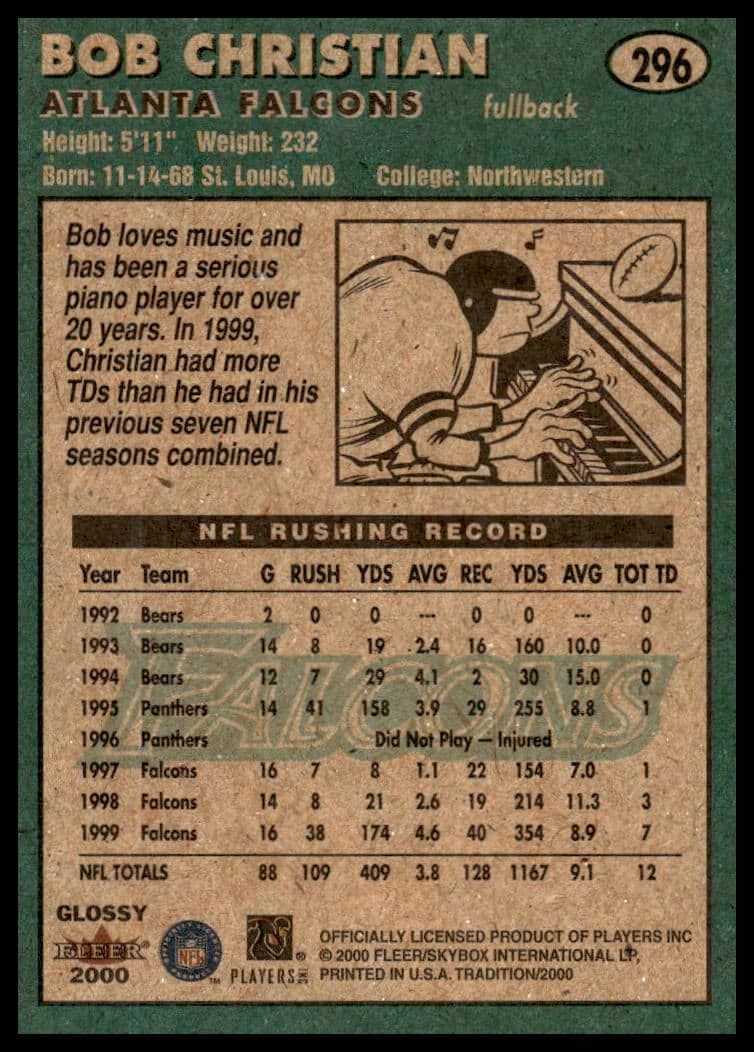 BOB CHRISTIAN
296
ATLANTA FALCONS fullback
Height: 5'11" Weight: 232
Born: 11-14-68 St. Louis, MO College: Northwestern
Bob loves music and
has been a serious
piano player for over
20 years. In 1999,
Christian had more
TDs than he had in his
previous seven NFL
seasons combined.
NFL RUSHING RECORD
Year Team G RUSH YDS AVG REC YDS AVG TOT TD
1992 Bears 2 0 0 --- 0 0 --- 0
1993 Bears 14 8 19 2.4 16 160 10.0 0
1994 Bears 12 7 29 4.1 2 30 15.0 0
1995 Panthers 14 41 158 3.9 29 255 8.8 1
1996 Panthers Did Not Play — Injured
1997 Falcons 16 7 8 1.1 22 154 7.0 1
1998 Falcons 14 8 21 2.6 19 214 11.3 3
1999 Falcons 16 38 174 4.6 40 354 8.9 7
NFL TOTALS 88 109 409 3.8 128 1167 9.1 12
FALCONS
GLOSSY
FLEER®
2000
NFL
™
PLAYERS INC
®
OFFICIALLY LICENSED PRODUCT OF PLAYERS INC
© 2000 FLEER/SKYBOX INTERNATIONAL LP,
PRINTED IN U.S.A. TRADITION/2000